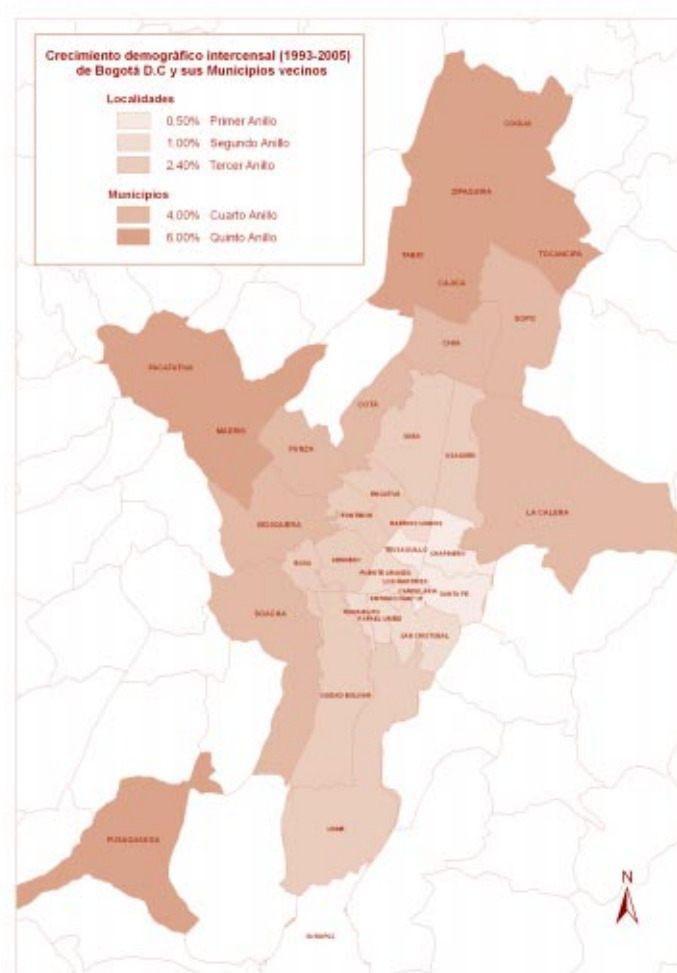 Crecimiento demográfico intercensal (1993-2005)
de Bogotá D.C y sus Municipios vecinos
Localidades
0.50% Primer Anillo
1.00% Segundo Anillo
2.40% Tercer Anillo
Municipios
4.00% Cuarto Anillo
6.00% Quinto Anillo
COGUA
ZIPAQUIRA
TABIO
TOCANCIPA
CAJICA
SOPO
CHIA
FACATATIVA
COTA
MADRID
SUBA
FUNZA
USAQUEN
ENGATIVA
LA CALERA
FONTIBON
MOSQUERA
BARRIOS UNIDOS
TEUSAQUILLO
CHAPINERO
BOSA
KENNEDY
PUENTE ARANDA
LOS MARTIRES
CANDELARIA
SANTA FE
SOACHA
RAFAEL URIBE
SAN CRISTOBAL
CIUDAD BOLIVAR
USME
FUSAGASUGA
N